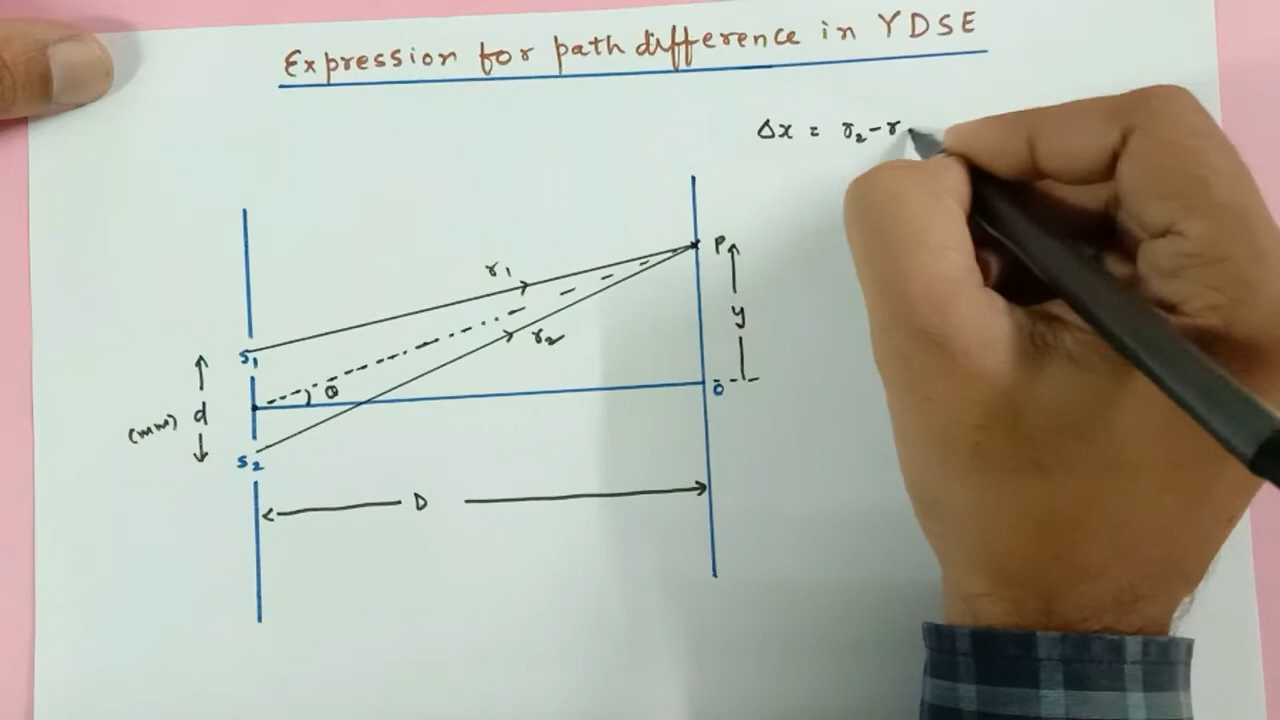 Expression for path difference in YDSE
Δx = r₂-r
r₁
P
y
r₂
S₁
θ
O
(mm) d
S₂
D